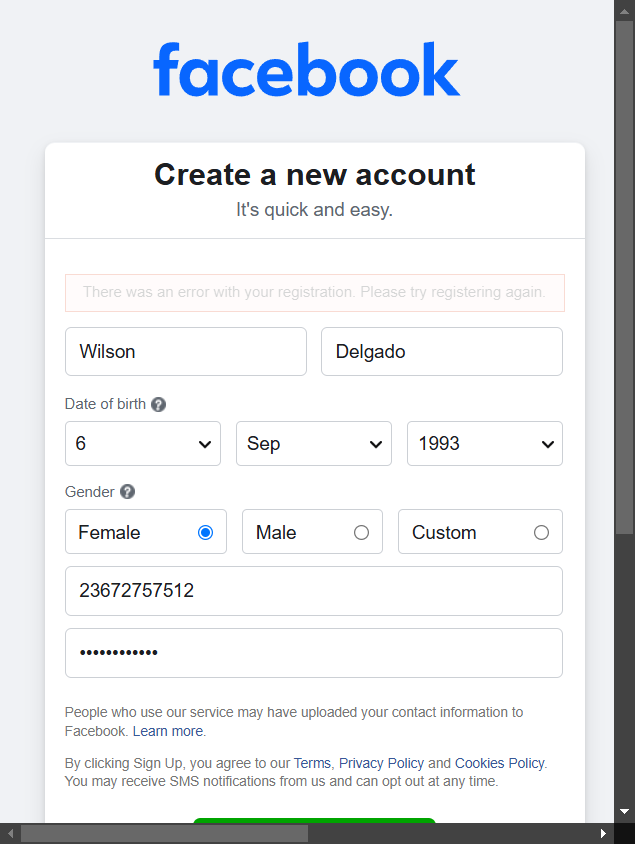 facebook
Create a new account
It's quick and easy.
There was an error with your registration. Please try registering again.
Wilson Delgado
Date of birth ?
6 Sep 1993
Gender ?
Female Male Custom
23672757512
••••••••••••
People who use our service may have uploaded your contact information to
Facebook. Learn more.
By clicking Sign Up, you agree to our Terms, Privacy Policy and Cookies Policy.
You may receive SMS notifications from us and can opt out at any time.